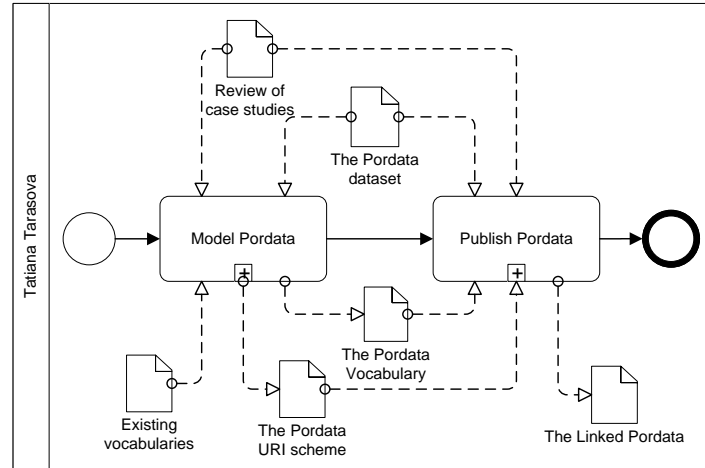 Tatiana Tarasova
Review of
case studies
The Pordata
dataset
Model Pordata
Publish Pordata
The Pordata
Vocabulary
Existing
vocabularies
The Pordata
URI scheme
The Linked Pordata